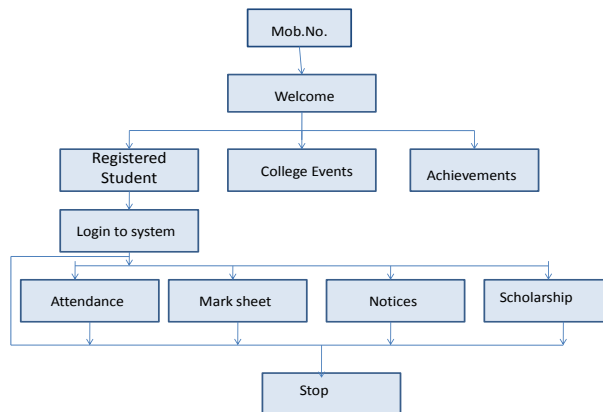 Mob.No.
Welcome
Registered
Student
College Events
Achievements
Login to system
Attendance
Mark sheet
Notices
Scholarship
Stop